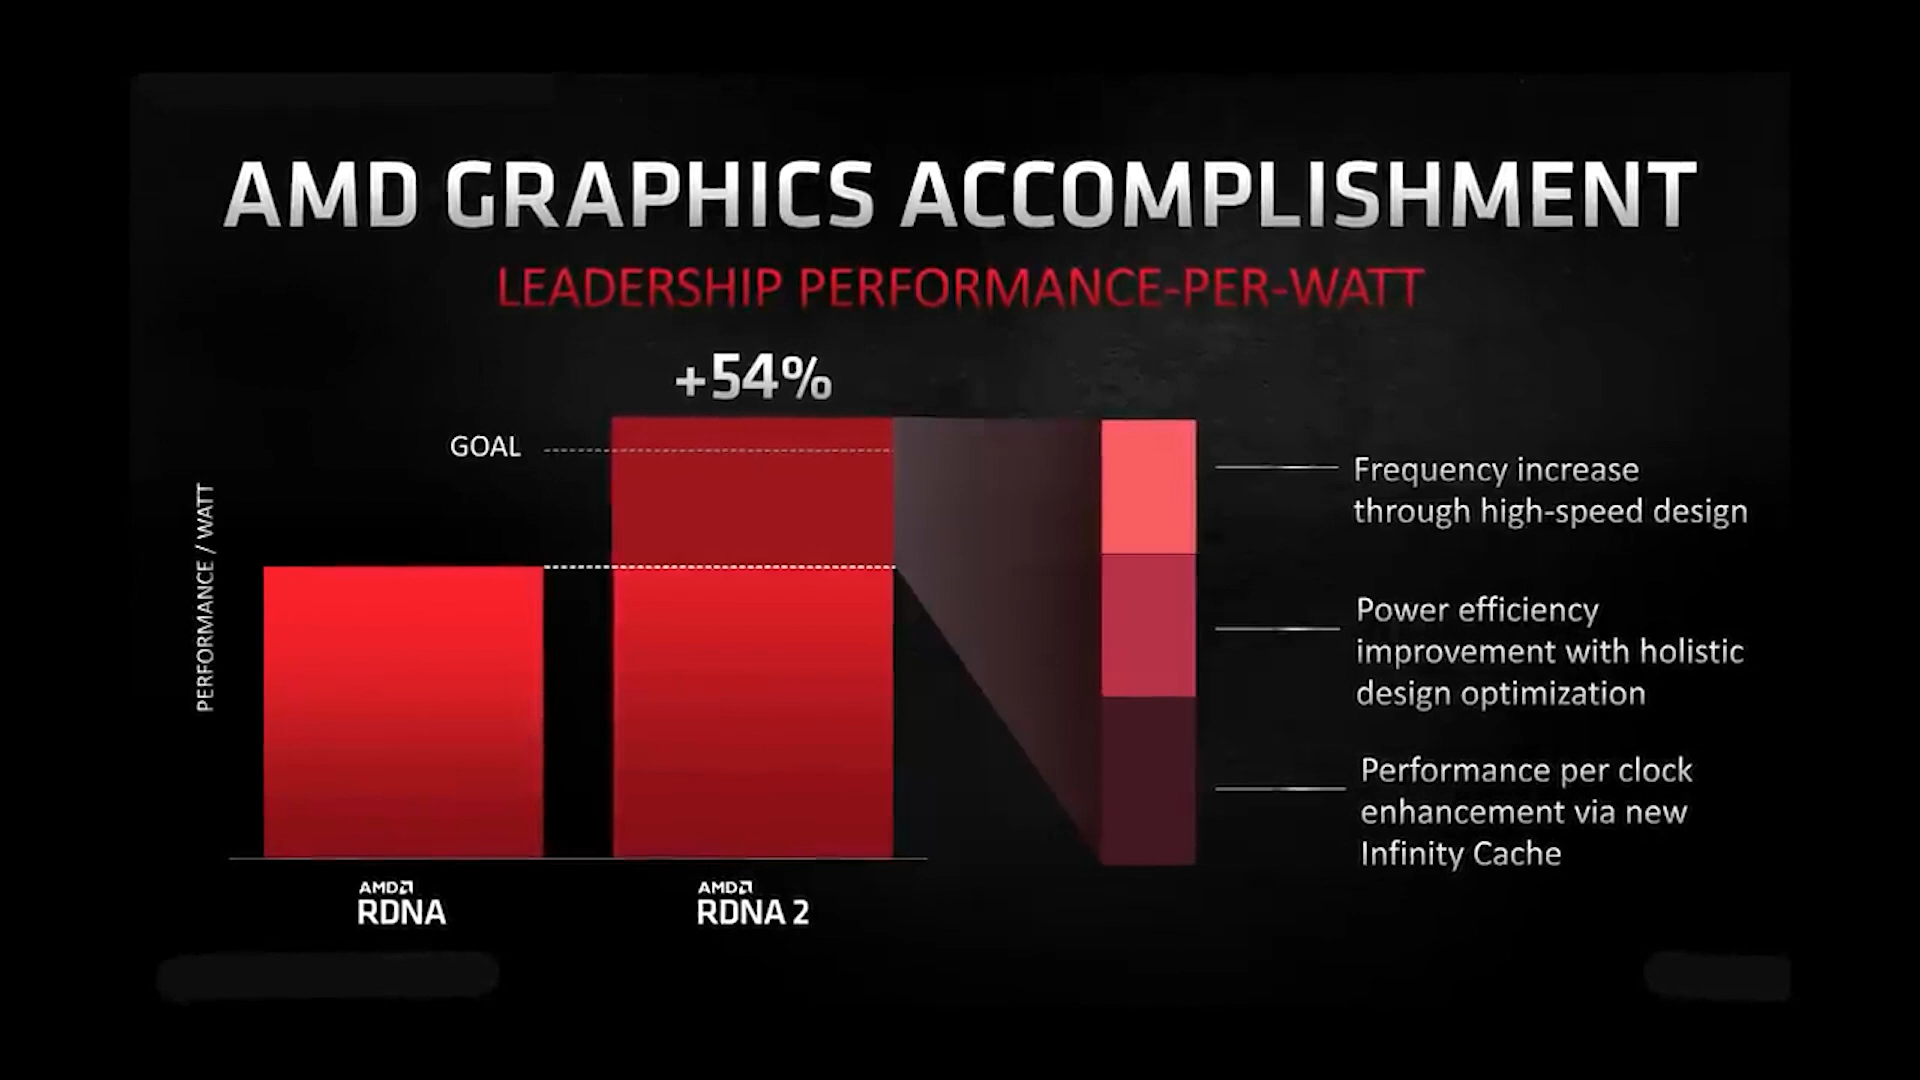 AMD GRAPHICS ACCOMPLISHMENT
LEADERSHIP PERFORMANCE-PER-WATT
+54%
GOAL
PERFORMANCE / WATT
AMD
RDNA
AMD
RDNA 2
Frequency increase
through high-speed design
Power efficiency
improvement with holistic
design optimization
Performance per clock
enhancement via new
Infinity Cache